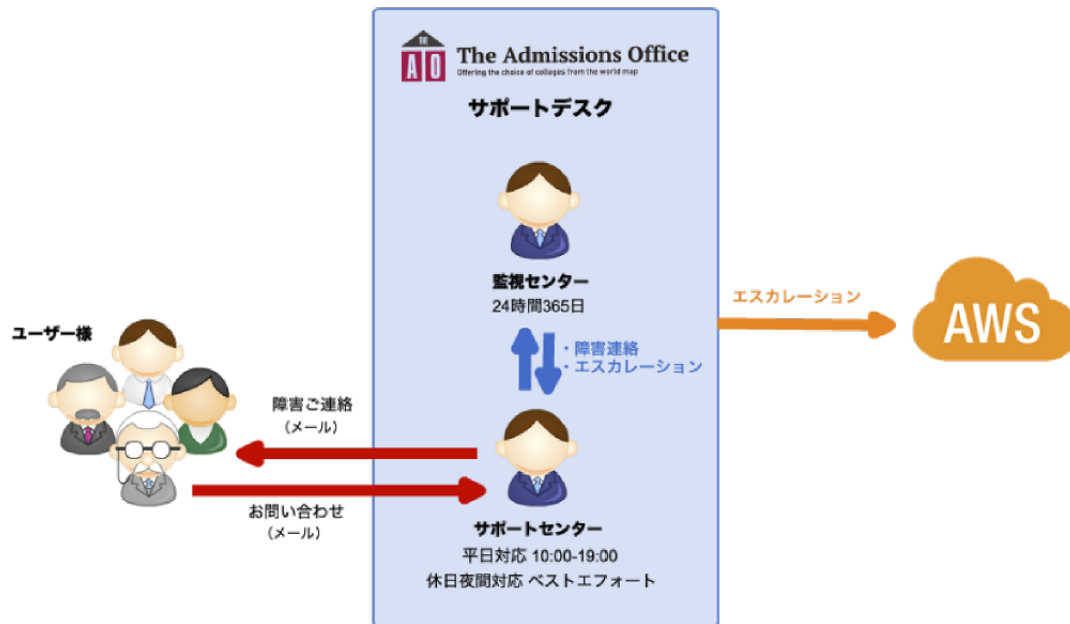 THE
AO
The Admissions Office
Offering the choice of colleges from the world map
サポートデスク
監視センター
24時間365日
・障害連絡
・エスカレーション
エスカレーション
AWS
ユーザー様
障害ご連絡
（メール）
お問い合わせ
（メール）
サポートセンター
平日対応 10:00-19:00
休日夜間対応 ベストエフォート